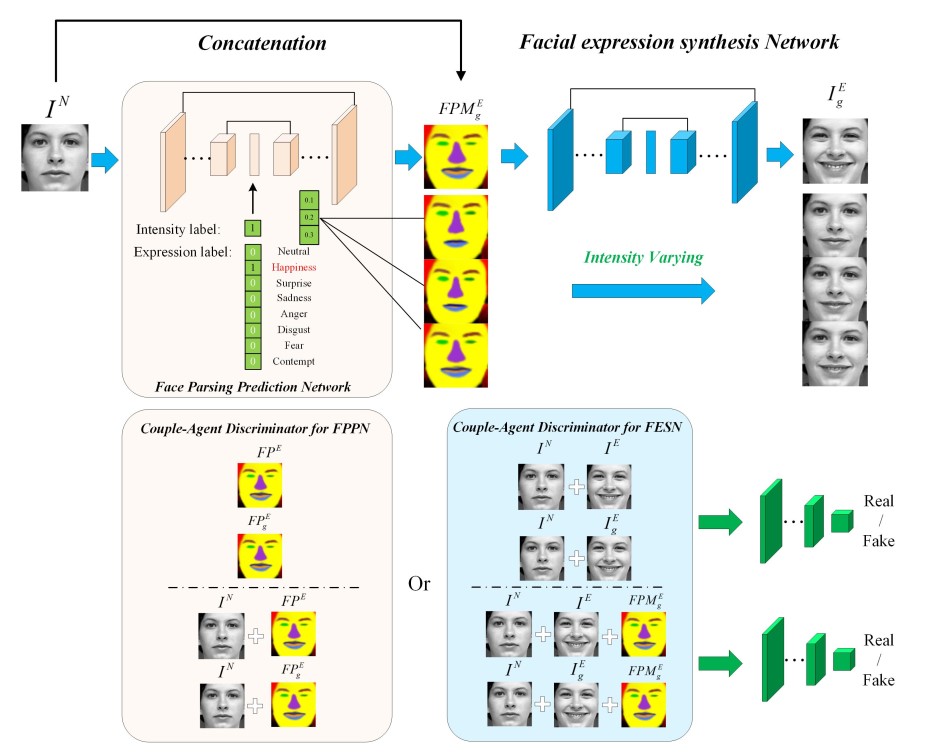 Concatenation
Facial expression synthesis Network
I^N
FPM_g^E
I_g^E
Intensity label:
1
0.1
0.2
0.3
Expression label:
0 Neutral
1 Happiness
0 Surprise
0 Sadness
0 Anger
0 Disgust
0 Fear
0 Contempt
Face Parsing Prediction Network
Intensity Varying
Couple-Agent Discriminator for FPPN
FP^E
FP_g^E
I^N FP^E
+
I^N FP_g^E
+
Or
Couple-Agent Discriminator for FESN
I^N I^E
+
I^N I_g^E
+
I^N I^E FPM_g^E
+ +
I^N I_g^E FPM_g^E
+ +
Real
/
Fake
Real
/
Fake